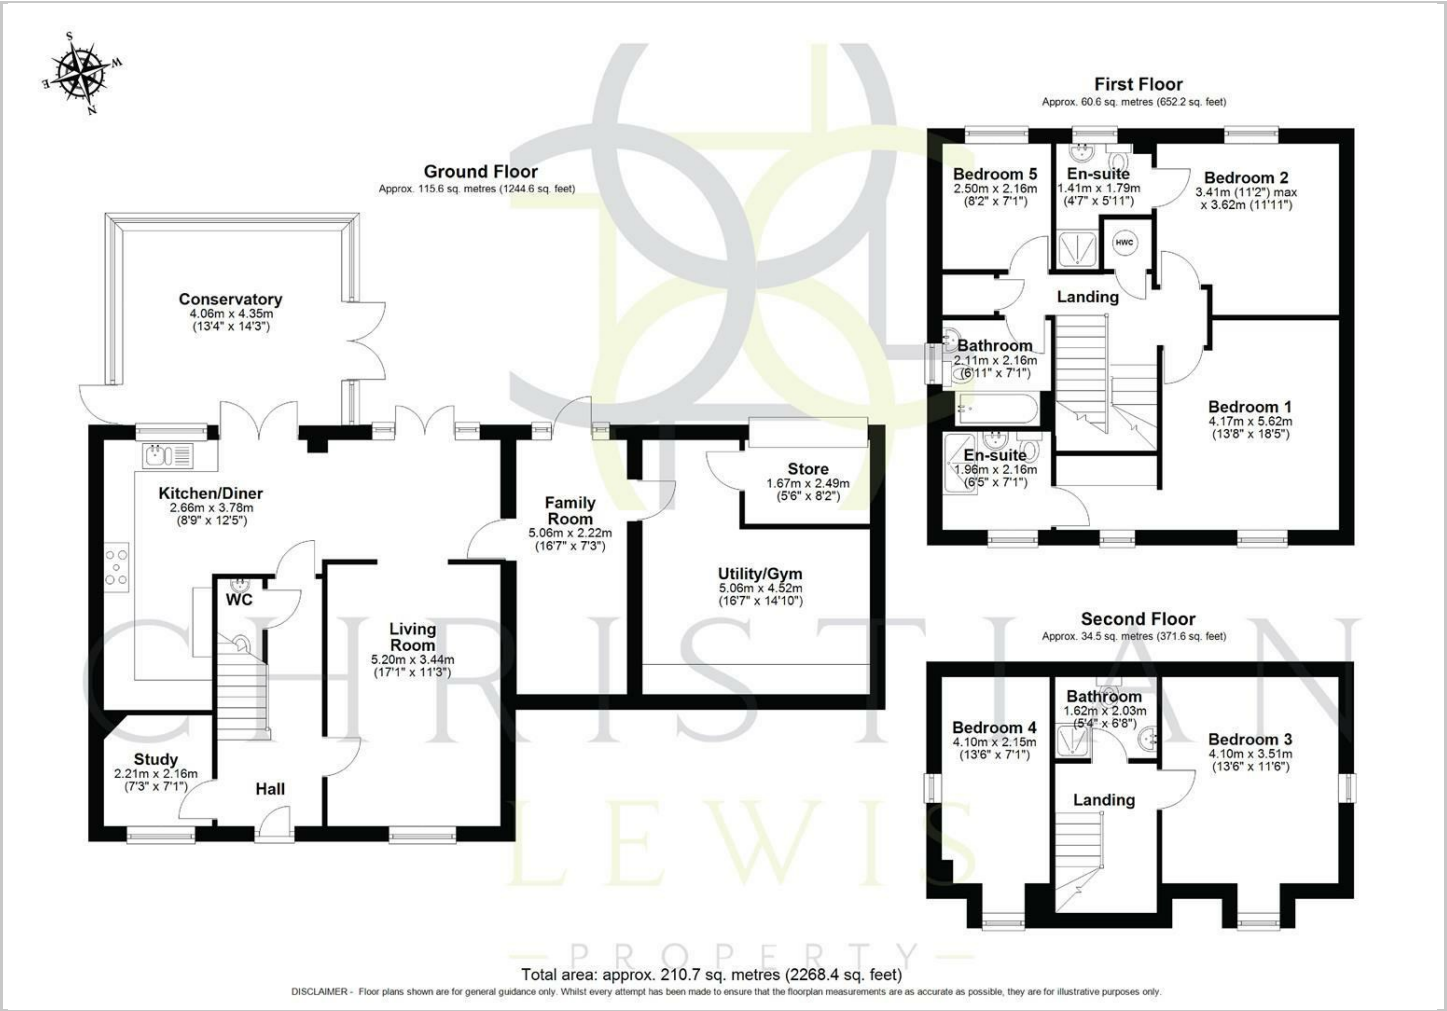 S
W
E
N
Ground Floor
Approx. 115.6 sq. metres (1244.6 sq. feet)
Conservatory
4.06m x 4.35m
(13'4" x 14'3")
Kitchen/Diner
2.66m x 3.78m
(8'9" x 12'5")
Family
Room
5.06m x 2.22m
(16'7" x 7'3")
Store
1.67m x 2.49m
(5'6" x 8'2")
Utility/Gym
5.06m x 4.52m
(16'7" x 14'10")
WC
Living
Room
5.20m x 3.44m
(17'1" x 11'3")
Study
2.21m x 2.16m
(7'3" x 7'1")
Hall
First Floor
Approx. 60.6 sq. metres (652.2 sq. feet)
Bedroom 5
2.50m x 2.16m
(8'2" x 7'1")
En-suite
1.41m x 1.79m
(4'7" x 5'11")
Bedroom 2
3.41m (11'2") max
x 3.62m (11'11")
HWC
Landing
Bathroom
2.11m x 2.16m
(6'11" x 7'1")
Bedroom 1
4.17m x 5.62m
(13'8" x 18'5")
En-suite
1.96m x 2.16m
(6'5" x 7'1")
Second Floor
Approx. 34.5 sq. metres (371.6 sq. feet)
Bedroom 4
4.10m x 2.15m
(13'6" x 7'1")
Bathroom
1.62m x 2.03m
(5'4" x 6'8")
Bedroom 3
4.10m x 3.51m
(13'6" x 11'6")
Landing
CHRISTIAN
LEWIS
PROPERTY
Total area: approx. 210.7 sq. metres (2268.4 sq. feet)
DISCLAIMER - Floor plans shown are for general guidance only. Whilst every attempt has been made to ensure that the floorplan measurements are as accurate as possible, they are for illustrative purposes only.